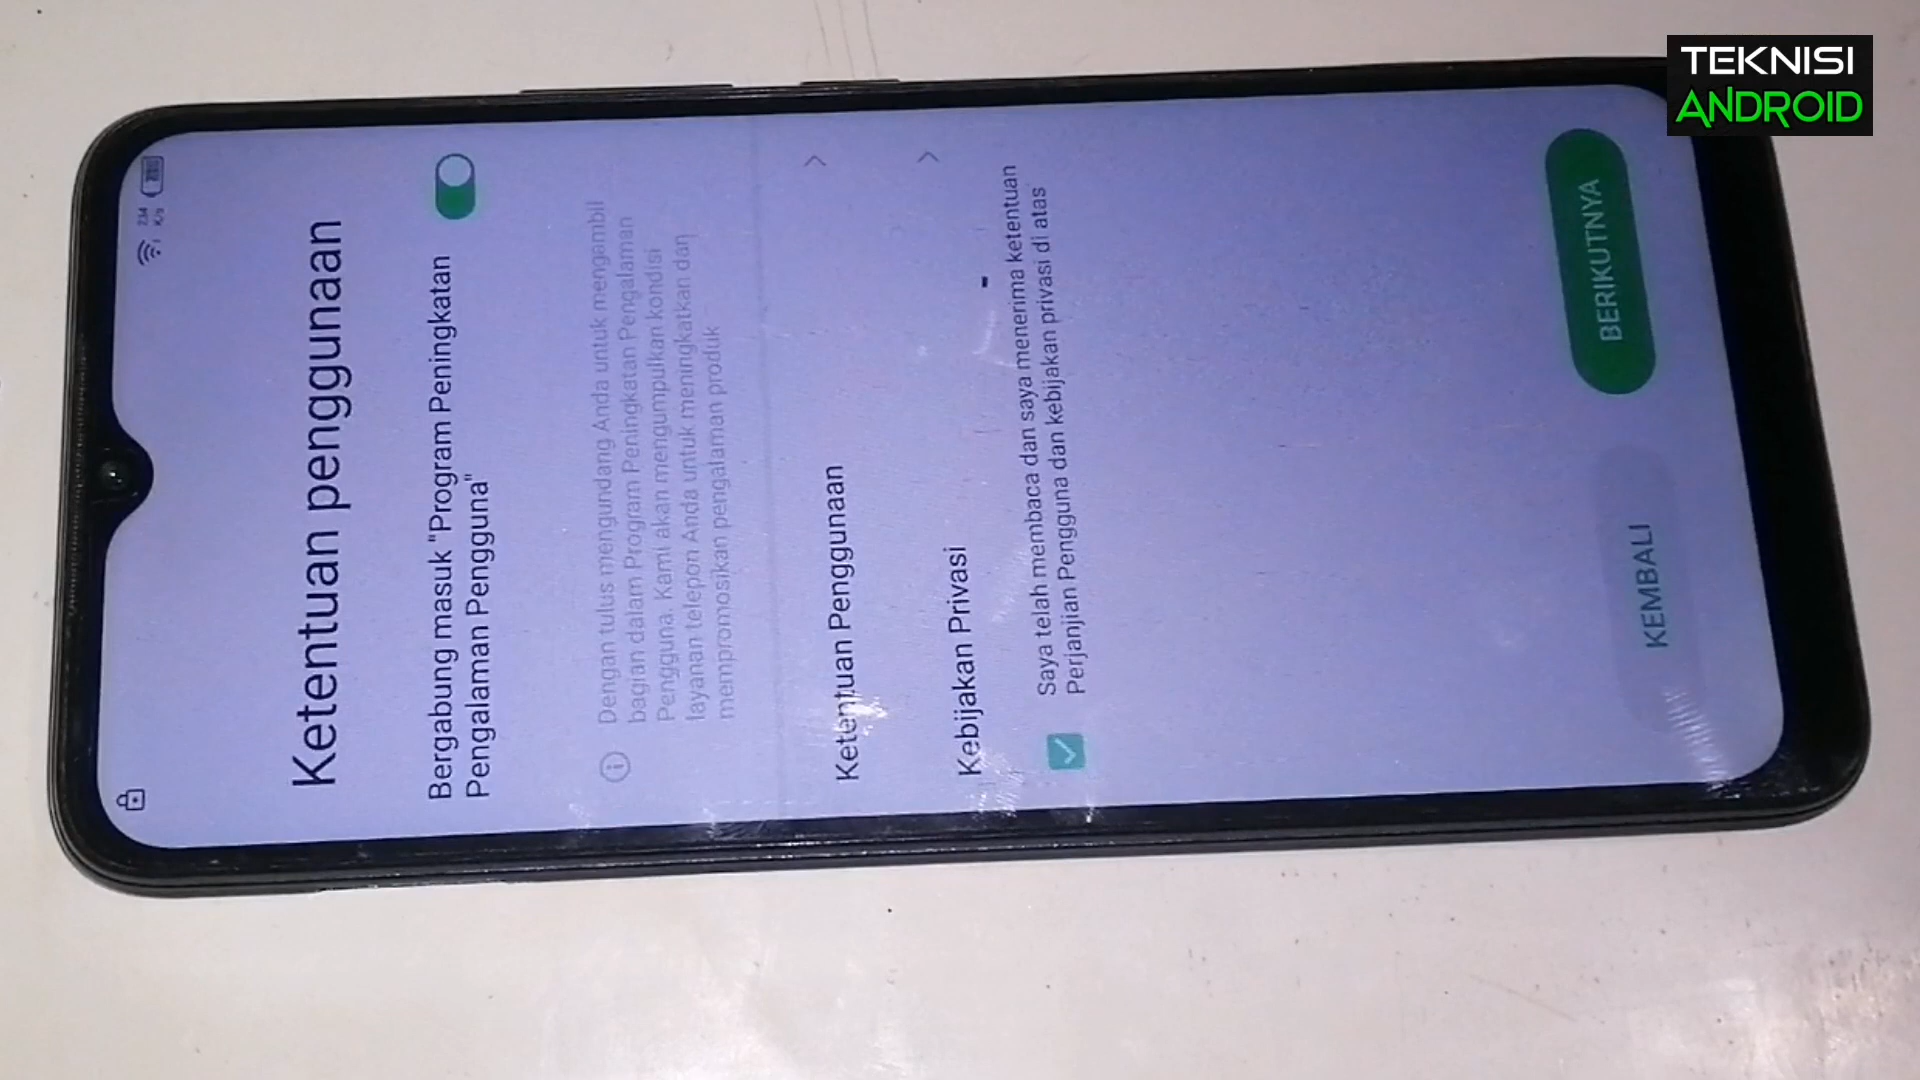 TEKNISI
ANDROID
234
K/s
Ketentuan penggunaan
Bergabung masuk "Program Peningkatan
Pengalaman Pengguna"
Dengan tulus mengundang Anda untuk mengambil
bagian dalam Program Peningkatan Pengalaman
Pengguna. Kami akan mengumpulkan kondisi
layanan telepon Anda untuk meningkatkan dan
mempromosikan pengalaman produk
Ketentuan Penggunaan
Kebijakan Privasi
Saya telah membaca dan saya menerima ketentuan
Perjanjian Pengguna dan kebijakan privasi di atas
KEMBALI
BERIKUTNYA